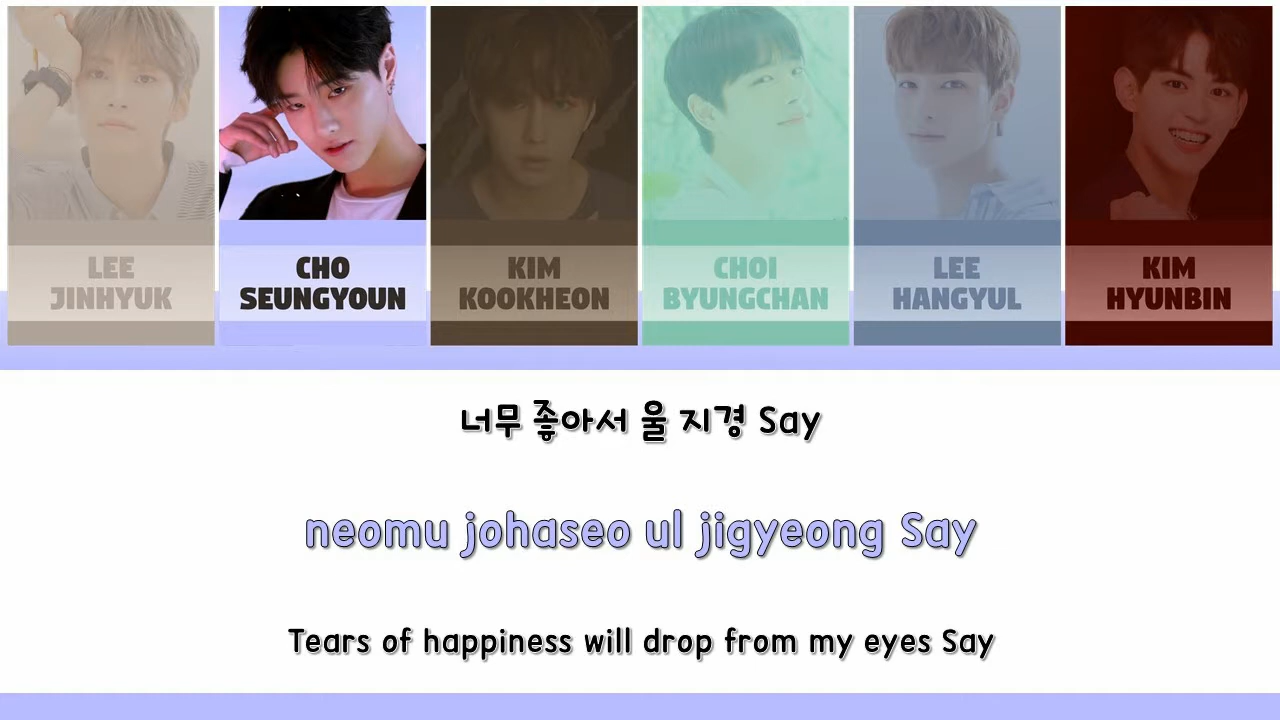 LEE
JINHYUK
CHO
SEUNGYOUN
KIM
KOOKHEON
CHOI
BYUNGCHAN
LEE
HANGYUL
KIM
HYUNBIN
너무 좋아서 울 지경 Say
neomu johaseo ul jigyeong Say
Tears of happiness will drop from my eyes Say